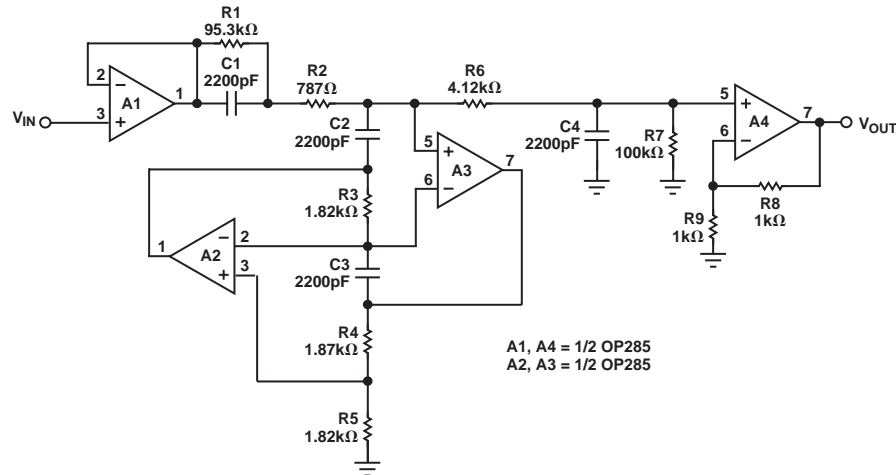 R1
95.3kΩ
C1
2200pF
2
1
A1
VIN
3
R2
787Ω
R6
4.12kΩ
C2
2200pF
5
7
A3
6
C4
2200pF
R7
100kΩ
5
7
A4
VOUT
6
R8
1kΩ
R9
1kΩ
R3
1.82kΩ
1
A2
2
3
C3
2200pF
R4
1.87kΩ
R5
1.82kΩ
A1, A4 = 1/2 OP285
A2, A3 = 1/2 OP285